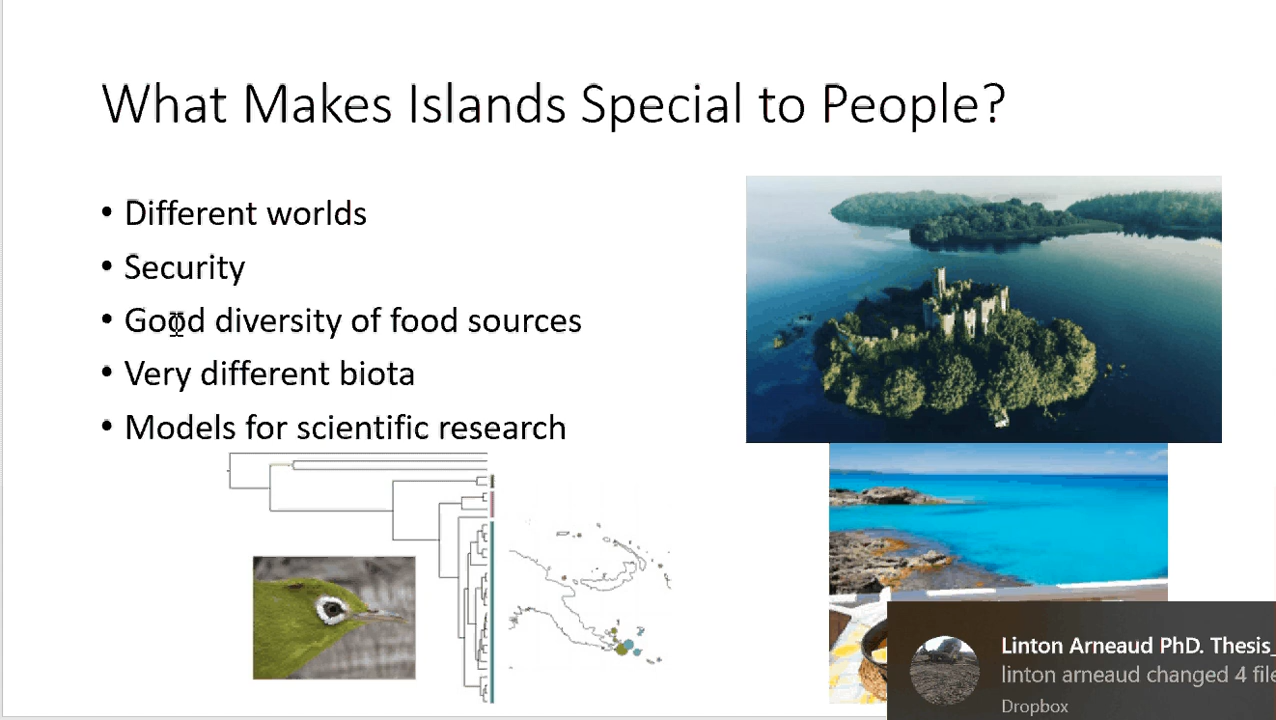 What Makes Islands Special to People?
• Different worlds
• Security
• Good diversity of food sources
• Very different biota
• Models for scientific research
Linton Arneaud PhD. Thesis_
linton arneaud changed 4 file
Dropbox